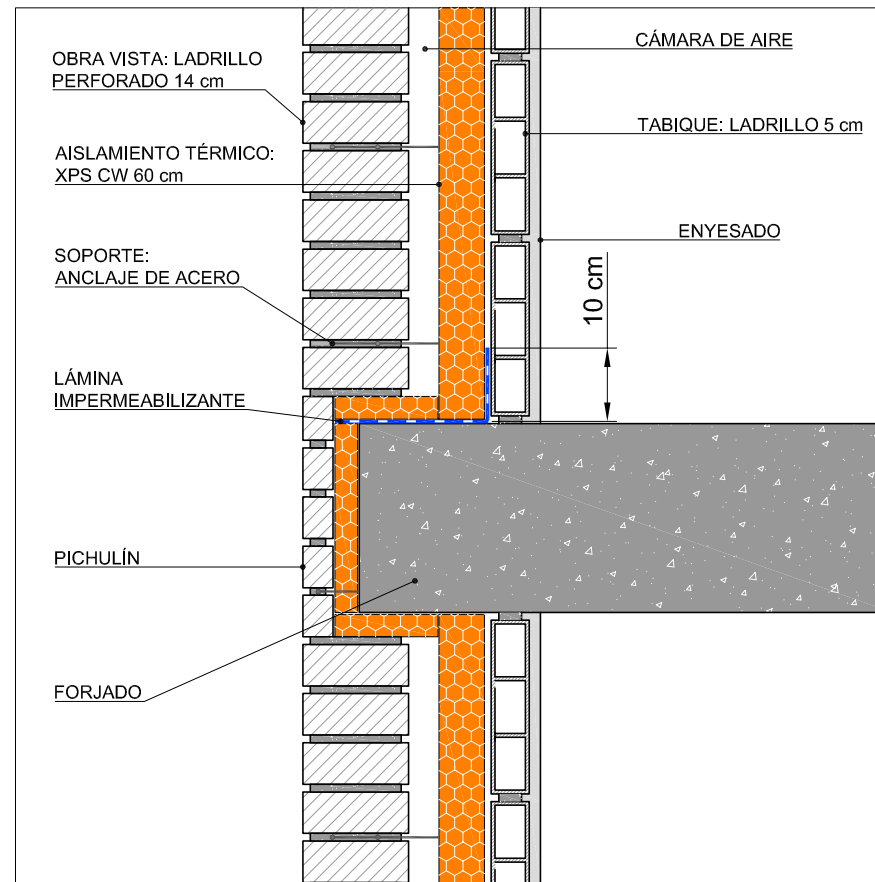 OBRA VISTA: LADRILLO
PERFORADO 14 cm
AISLAMIENTO TÉRMICO:
XPS CW 60 cm
SOPORTE:
ANCLAJE DE ACERO
LÁMINA
IMPERMEABILIZANTE
PICHULÍN
FORJADO
CÁMARA DE AIRE
TABIQUE: LADRILLO 5 cm
ENYESADO
10 cm